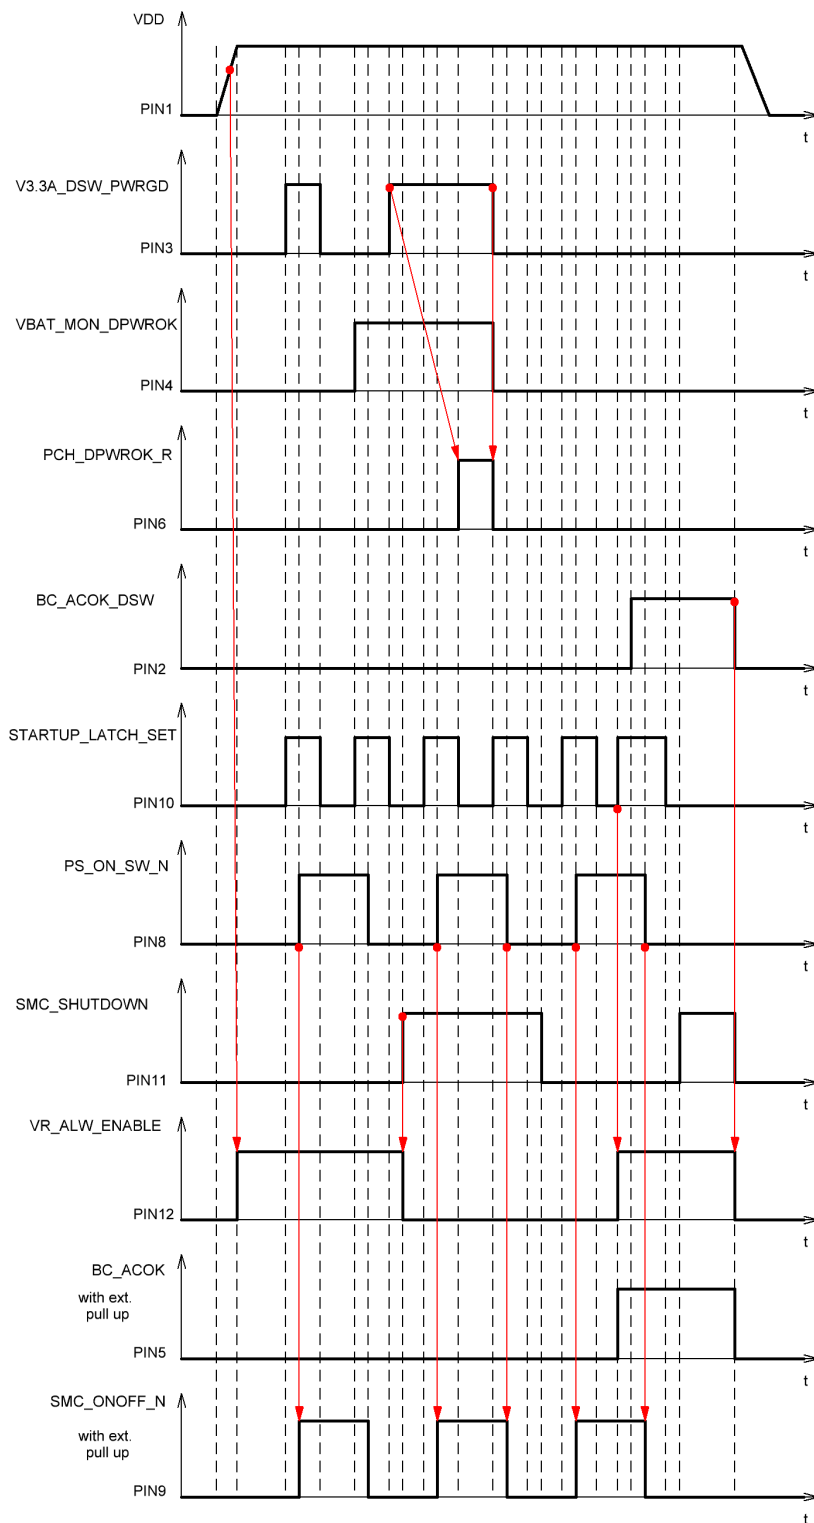 VDD
PIN1
t
V3.3A_DSW_PWRGD
PIN3
t
VBAT_MON_DPWROK
PIN4
t
PCH_DPWROK_R
PIN6
t
BC_ACOK_DSW
PIN2
t
STARTUP_LATCH_SET
PIN10
t
PS_ON_SW_N
PIN8
t
SMC_SHUTDOWN
PIN11
t
VR_ALW_ENABLE
PIN12
t
BC_ACOK
with ext.
pull up
PIN5
t
SMC_ONOFF_N
with ext.
pull up
PIN9
t